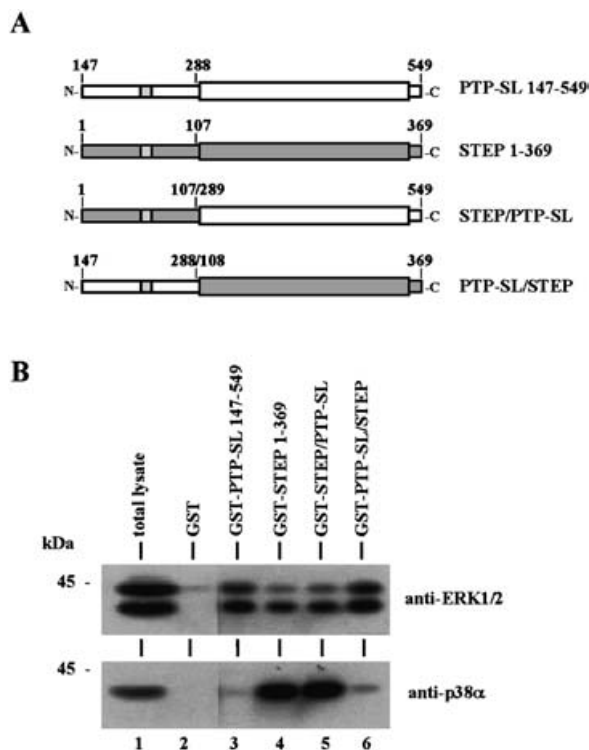 A
147 288 549
N- -C PTP-SL 147-549
1 107 369
N- -C STEP 1-369
1 107/289 549
N- -C STEP/PTP-SL
147 288/108 369
N- -C PTP-SL/STEP
B
total lysate
GST
GST-PTP-SL 147-549
GST-STEP 1-369
GST-STEP/PTP-SL
GST-PTP-SL/STEP
kDa
45 - anti-ERK1/2
45 - anti-p38α
1 2 3 4 5 6